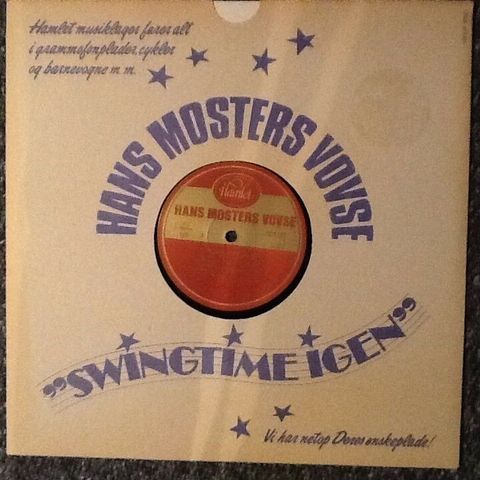 Hamlet musiklager fører alt
i grammofonplader, cykler
og barnevogne m.m.
HANS MOSTERS VOVSE
Hamlet
HANS MOSTERS VOVSE
"SWINGTIME IGEN"
Vi har netop Deres ønskeplade!